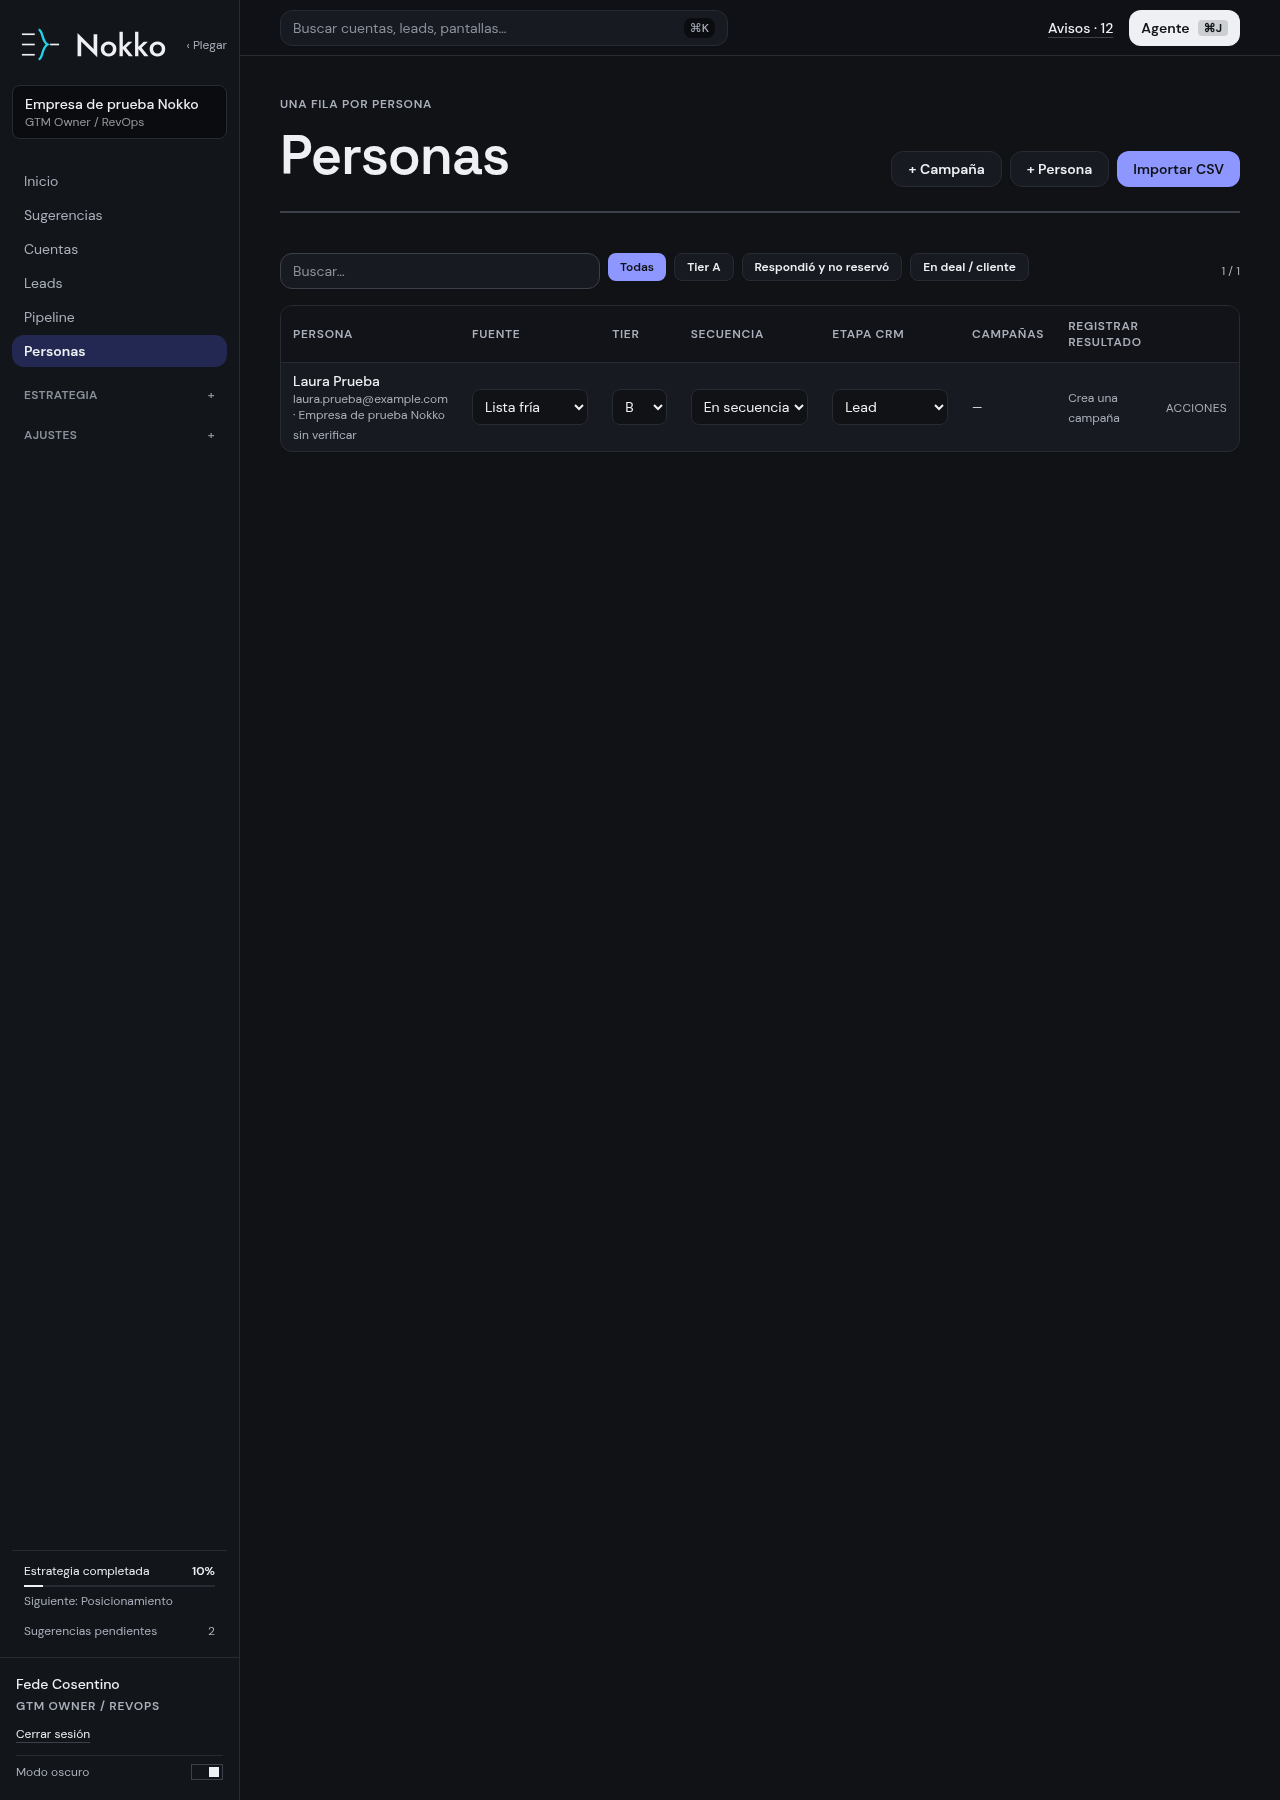 Nokko
‹ Plegar
Empresa de prueba Nokko
GTM Owner / RevOps
Inicio
Sugerencias
Cuentas
Leads
Pipeline
Personas
ESTRATEGIA +
AJUSTES +
Estrategia completada 10%
Siguiente: Posicionamiento
Sugerencias pendientes 2
Fede Cosentino
GTM OWNER / REVOPS
Cerrar sesión
Modo oscuro
Buscar cuentas, leads, pantallas... ⌘K
Avisos · 12
Agente ⌘J
UNA FILA POR PERSONA
Personas
+ Campaña
+ Persona
Importar CSV
Buscar...
Todas
Tier A
Respondió y no reservó
En deal / cliente
1 / 1
PERSONA FUENTE TIER SECUENCIA ETAPA CRM CAMPAÑAS REGISTRAR
RESULTADO
Laura Prueba
laura.prueba@example.com
· Empresa de prueba Nokko
sin verificar
Lista fría
B
En secuencia
Lead
—
Crea una
campaña
ACCIONES